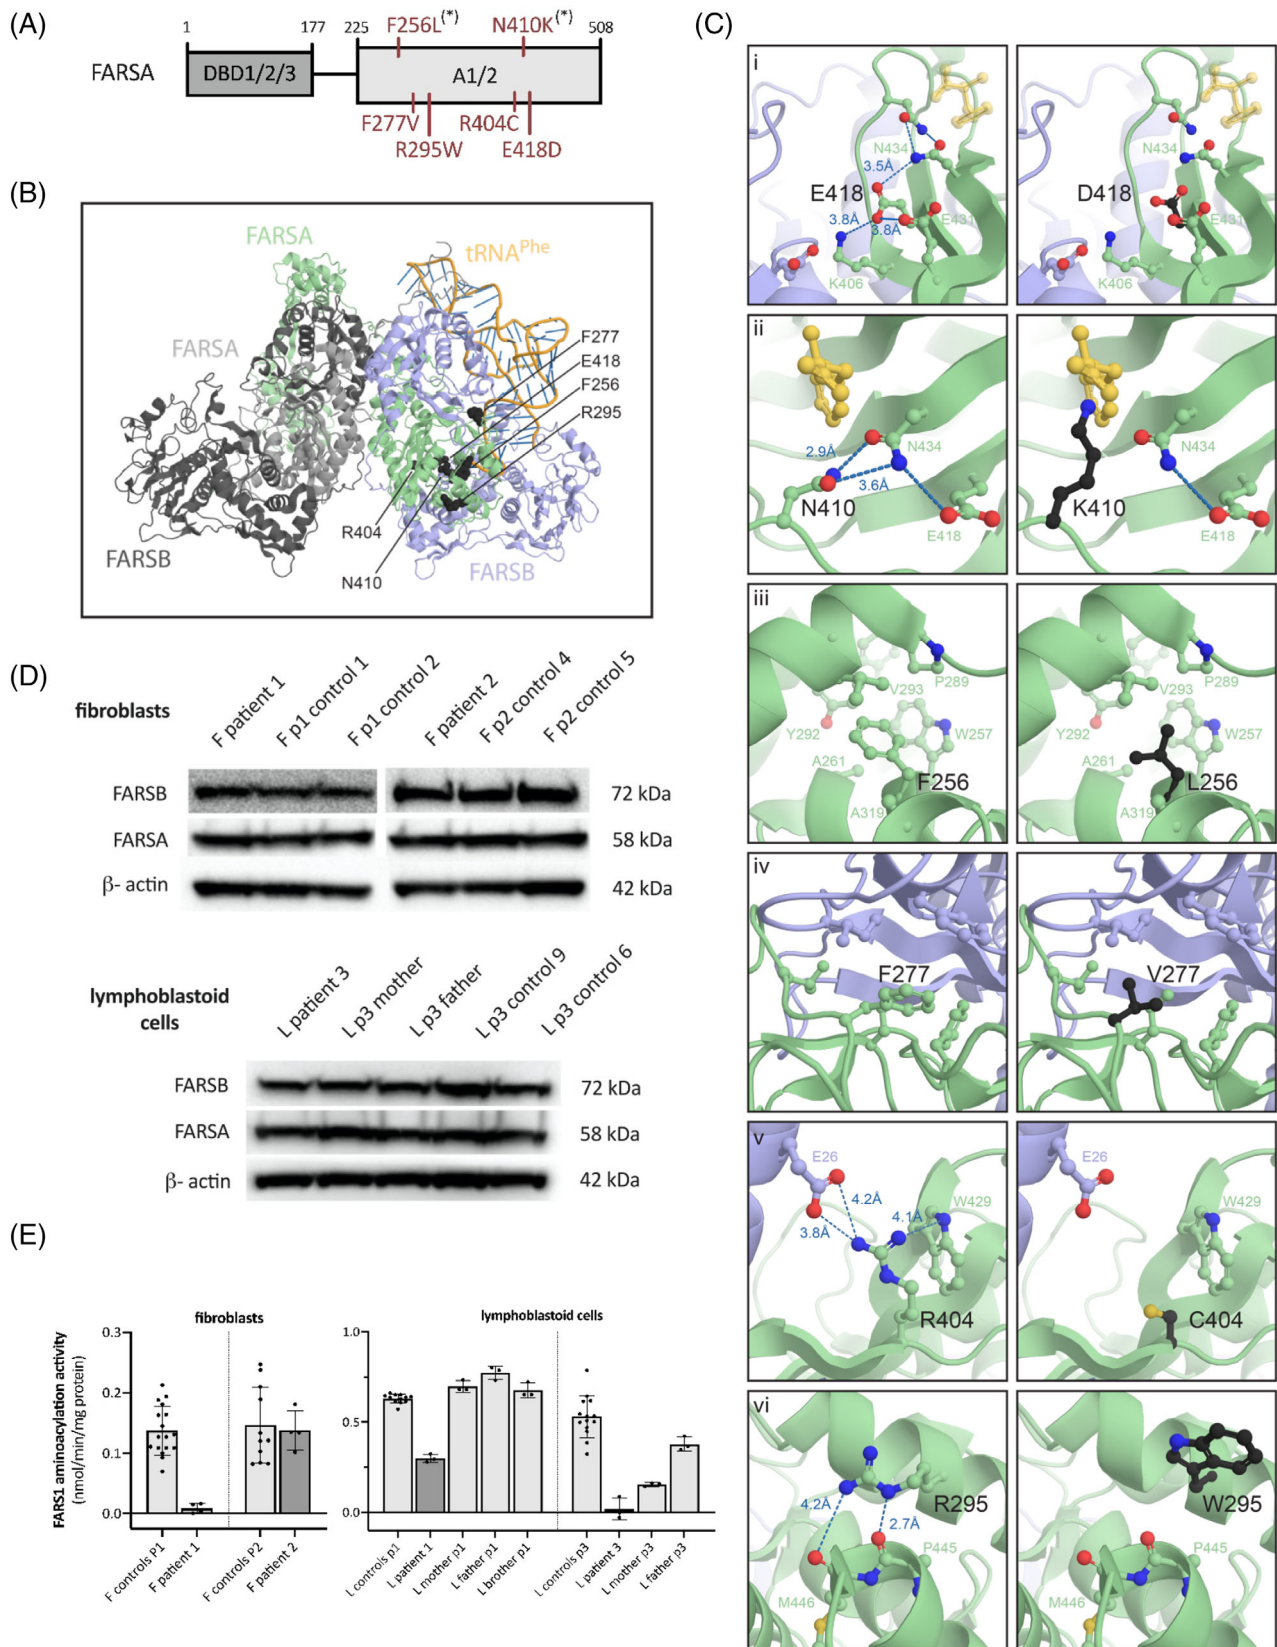 (A)
1
177
225
F256L(*)
N410K(*)
508
FARSA
DBD1/2/3
A1/2
F277V
R404C
R295W
E418D
(B)
FARSA
tRNAPhe
FARSA
FARSB
FARSB
F277
E418
F256
R295
R404
N410
(C)
i
N434
3.5Å
E418
E431
3.8Å
3.8Å
K406
N434
D418
E431
K406
ii
2.9Å
N434
3.6Å
N410
E418
N434
K410
E418
iii
V293
P289
Y292
W257
A261
F256
A319
V293
P289
Y292
W257
A261
L256
A319
iv
F277
V277
v
E26
4.2Å
4.1Å
W429
3.8Å
R404
E26
W429
C404
vi
4.2Å
R295
2.7Å
P445
M446
W295
P445
M446
(D)
fibroblasts
F patient 1
F p1 control 1
F p1 control 2
F patient 2
F p2 control 4
F p2 control 5
FARSB
72 kDa
FARSA
58 kDa
β- actin
42 kDa
lymphoblastoid
cells
L patient 3
L p3 mother
L p3 father
L p3 control 9
L p3 control 6
FARSB
72 kDa
FARSA
58 kDa
β- actin
42 kDa
(E)
FARS1 aminoacylation activity
(nmol/min/mg protein)
fibroblasts
0.3
0.2
0.1
0.0
F controls P1
F patient 1
F controls P2
F patient 2
lymphoblastoid cells
1.0
0.5
0.0
L controls p1
L patient 1
L mother p1
L father p1
L brother p1
L controls p3
L patient 3
L mother p3
L father p3